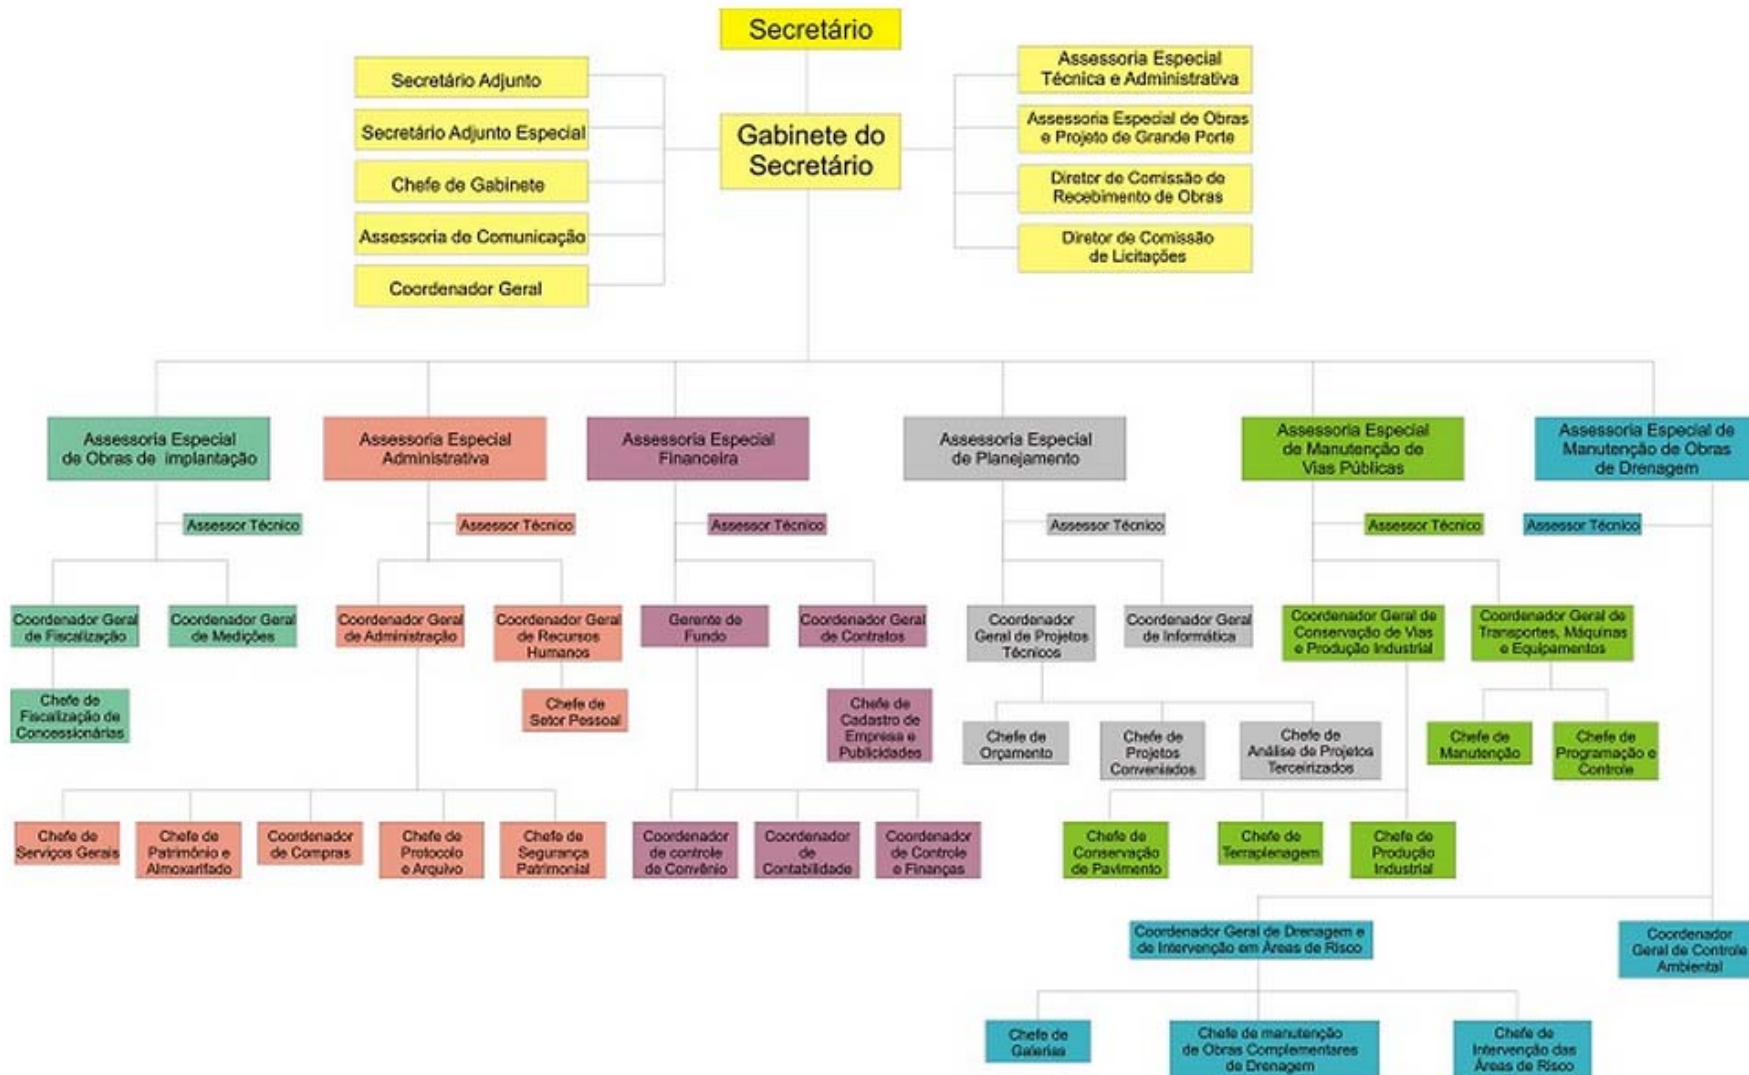 Secretário
Secretário Adjunto
Secretário Adjunto Especial
Chefe de Gabinete
Assessoria de Comunicação
Coordenador Geral
Gabinete do
Secretário
Assessoria Especial
Técnica e Administrativa
Assessoria Especial de Obras
e Projeto de Grande Porte
Diretor de Comissão de
Recebimento de Obras
Diretor de Comissão
de Licitações
Assessoria Especial
de Obras de implantação
Assessoria Especial
Administrativa
Assessoria Especial
Financeira
Assessoria Especial
de Planejamento
Assessoria Especial
de Manutenção de
Vias Públicas
Assessoria Especial de
Manutenção de Obras
de Drenagem
Assessor Técnico
Assessor Técnico
Assessor Técnico
Assessor Técnico
Assessor Técnico
Assessor Técnico
Coordenador Geral
de Fiscalização
Coordenador Geral
de Medições
Coordenador Geral
de Administração
Coordenador Geral
de Recursos
Humanos
Gerente de
Fundo
Coordenador Geral
de Contratos
Coordenador
Geral de Projetos
Técnicos
Coordenador Geral
de Informática
Coordenador Geral de
Conservação de Vias
e Produção Industrial
Coordenador Geral de
Transportes, Máquinas
e Equipamentos
Chefe de
Fiscalização de
Concessionárias
Chefe de
Setor Pessoal
Chefe de
Cadastro de
Empresa e
Publicidades
Chefe de
Orçamento
Chefe de
Projetos
Conveniados
Chefe de
Análise de Projetos
Terceirizados
Chefe de
Manutenção
Chefe de
Programação e
Controle
Chefe de
Serviços Gerais
Chefe de
Patrimônio e
Almoxarifado
Coordenador
de Compras
Chefe de
Protocolo
e Arquivo
Chefe de
Segurança
Patrimonial
Coordenador
de controle
de Convênio
Coordenador
de
Contabilidade
Coordenador
de Controle
e Finanças
Chefe de
Conservação
de Pavimento
Chefe de
Terraplenagem
Chefe de
Produção
Industrial
Coordenador Geral de Drenagem e
de Intervenção em Áreas de Risco
Coordenador
Geral de Controle
Ambiental
Chefe de
Galerias
Chefe de manutenção
de Obras Complementares
de Drenagem
Chefe de
Intervenção das
Áreas de Risco